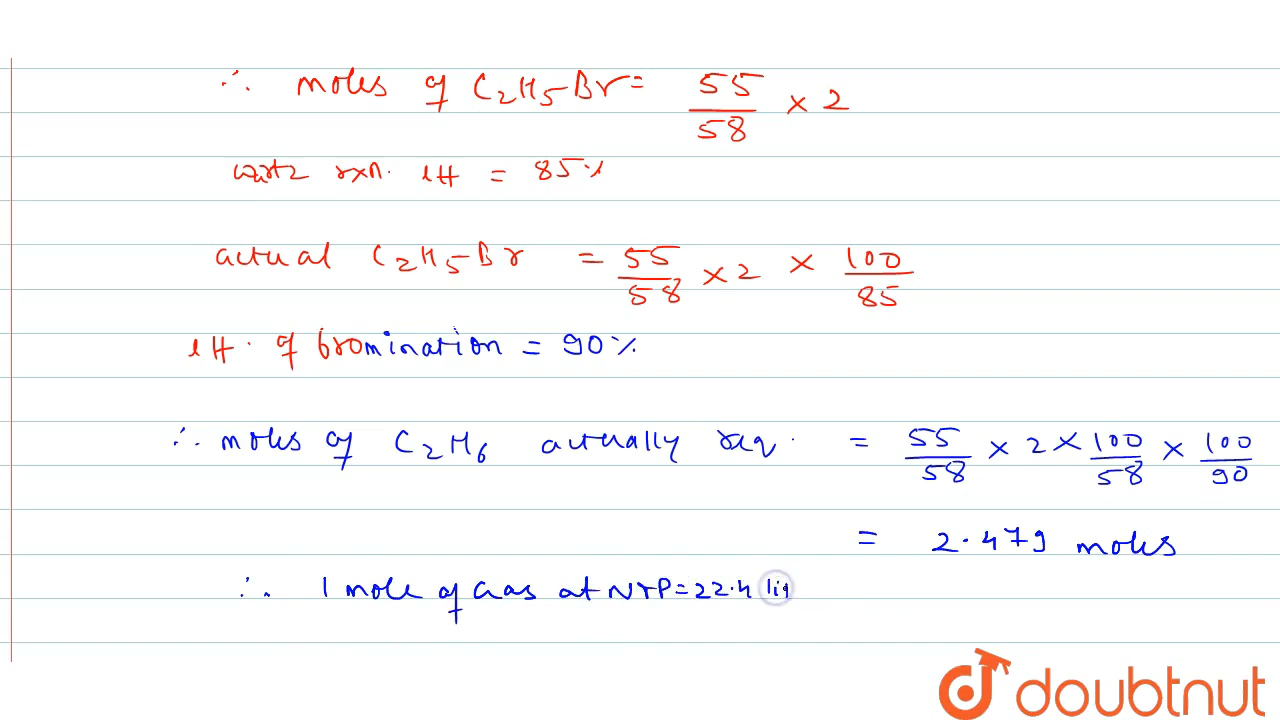 ∴ moles of C2H5Br = 55/58 × 2
wurtz rxn. = 85%
actual C2H5Br = 55/58 × 2 × 100/85
of bromination = 90%
∴ moles of C2H6 actually req. = 55/58 × 2 × 100/58 × 100/90
= 2.479 moles
∴ 1 mole of gas at NTP = 22.4 lit
doubtnut